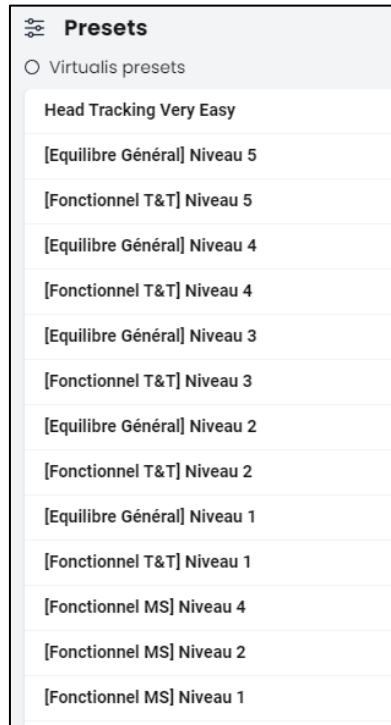 Presets
Virtualis presets
Head Tracking Very Easy
[Equilibre Général] Niveau 5
[Fonctionnel T&T] Niveau 5
[Equilibre Général] Niveau 4
[Fonctionnel T&T] Niveau 4
[Equilibre Général] Niveau 3
[Fonctionnel T&T] Niveau 3
[Equilibre Général] Niveau 2
[Fonctionnel T&T] Niveau 2
[Equilibre Général] Niveau 1
[Fonctionnel T&T] Niveau 1
[Fonctionnel MS] Niveau 4
[Fonctionnel MS] Niveau 2
[Fonctionnel MS] Niveau 1